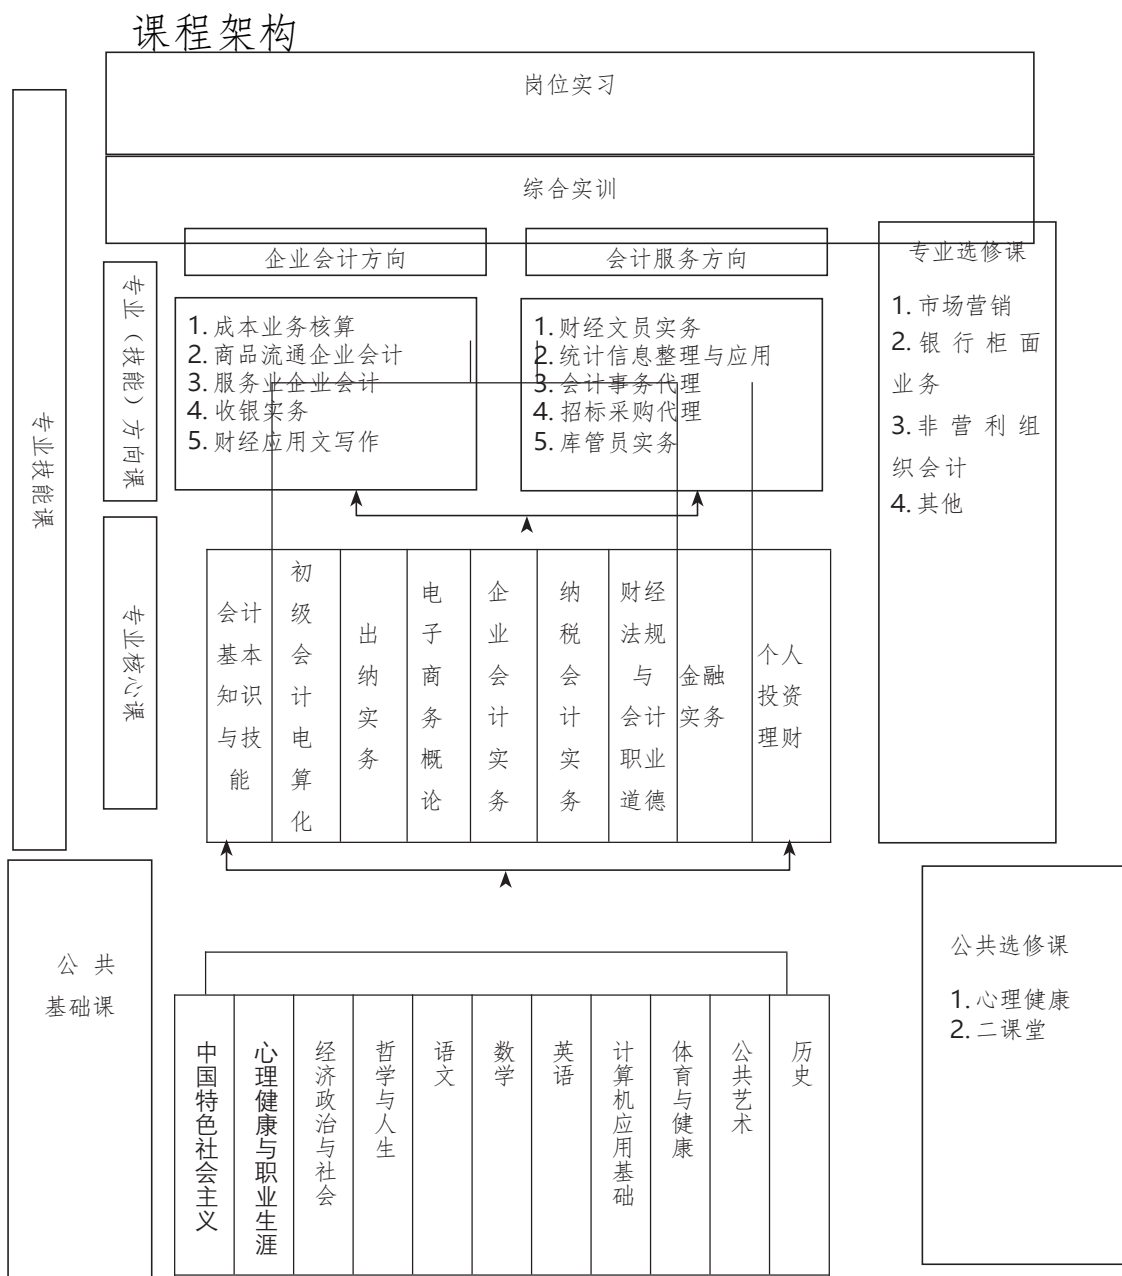 课程架构
岗位实习
综合实训
企业会计方向
会计服务方向
专业选修课
1. 市场营销
2. 银行柜面
业务
3. 非营利组
织会计
4. 其他
专业技能课
专业（技能）方向课
1. 成本业务核算
2. 商品流通企业会计
3. 服务业企业会计
4. 收银实务
5. 财经应用文写作
1. 财经文员实务
2. 统计信息整理与应用
3. 会计事务代理
4. 招标采购代理
5. 库管员实务
专业核心课
会计
基本
知识
与技
能
初级会计电算化
出纳实务
电子商务概论
企业会计实务
纳税会计实务
财经
法规
与
会计
职业
道德
金融
实务
个人
投资
理财
公共
基础课
中国特色社会主义
心理健康与职业生涯
经济政治与社会
哲学与人生
语文
数学
英语
计算机应用基础
体育与健康
公共艺术
历史
公共选修课
1. 心理健康
2. 二课堂